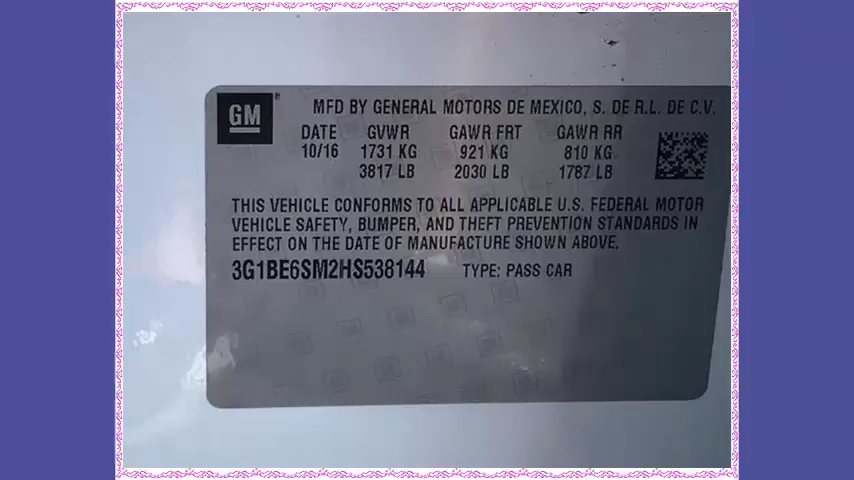 GM ®
MFD BY GENERAL MOTORS DE MEXICO, S. DE R.L. DE C.V.
DATE GVWR GAWR FRT GAWR RR
10/16 1731 KG 921 KG 810 KG
3817 LB 2030 LB 1787 LB
THIS VEHICLE CONFORMS TO ALL APPLICABLE U.S. FEDERAL MOTOR
VEHICLE SAFETY, BUMPER, AND THEFT PREVENTION STANDARDS IN
EFFECT ON THE DATE OF MANUFACTURE SHOWN ABOVE.
3G1BE6SM2HS538144 TYPE: PASS CAR